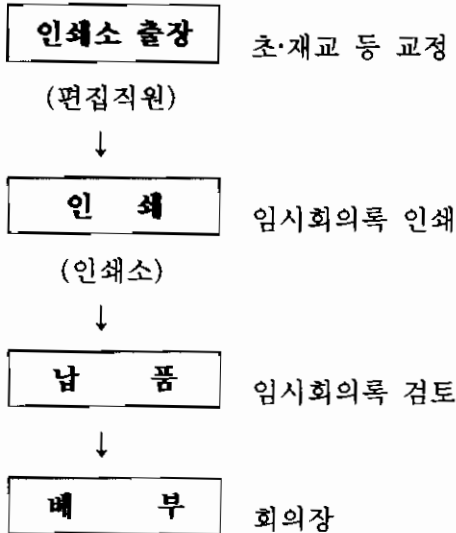 인쇄소 출장 초·재교 등 교정
(편집직원)
↓
인 쇄 임시회의록 인쇄
(인쇄소)
↓
납 품 임시회의록 검토
↓
배 부 회의장